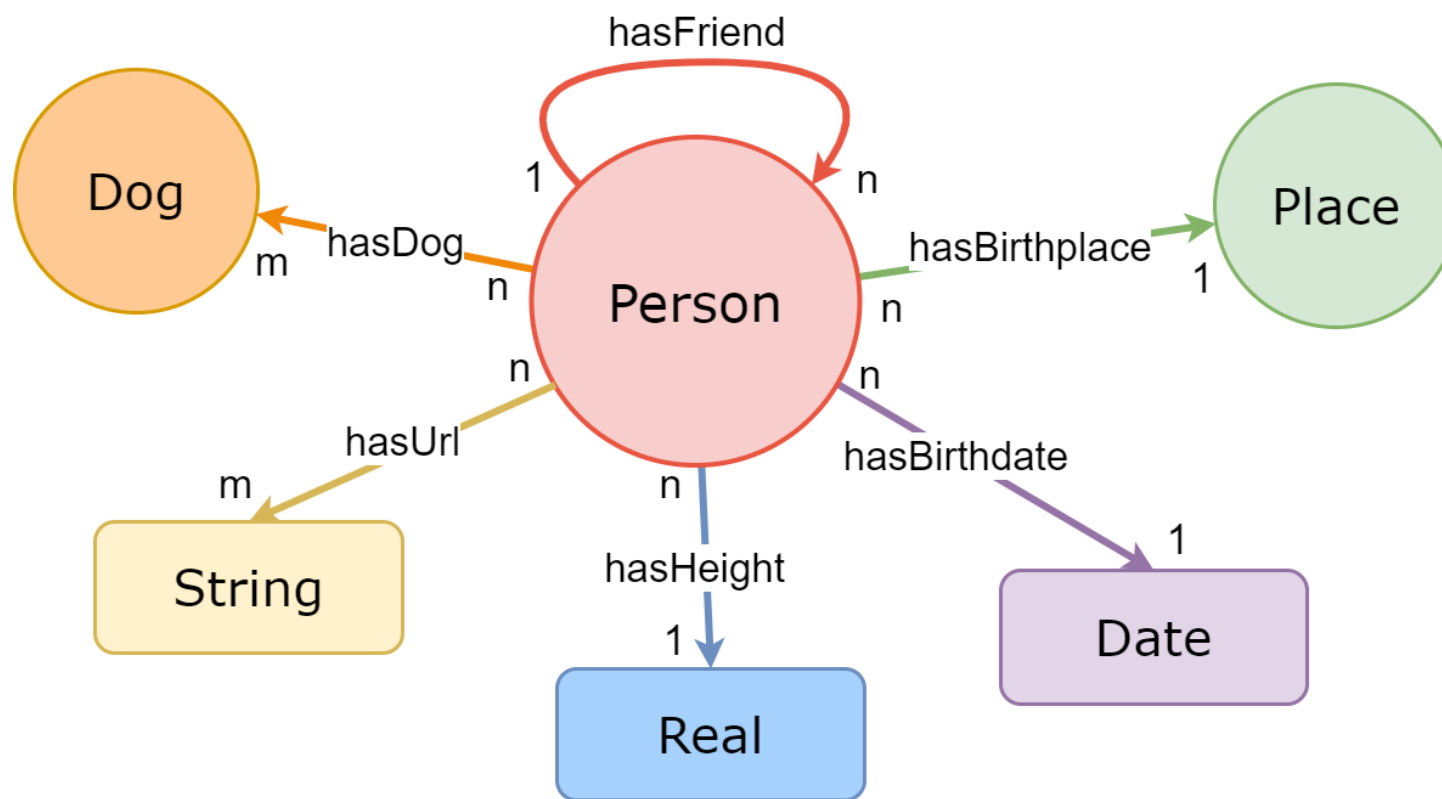 hasFriend
Dog
1
n
Place
hasDog
m
n
Person
hasBirthplace
n
1
n
hasUrl
m
n
hasBirthdate
1
n
hasHeight
1
String
Date
Real